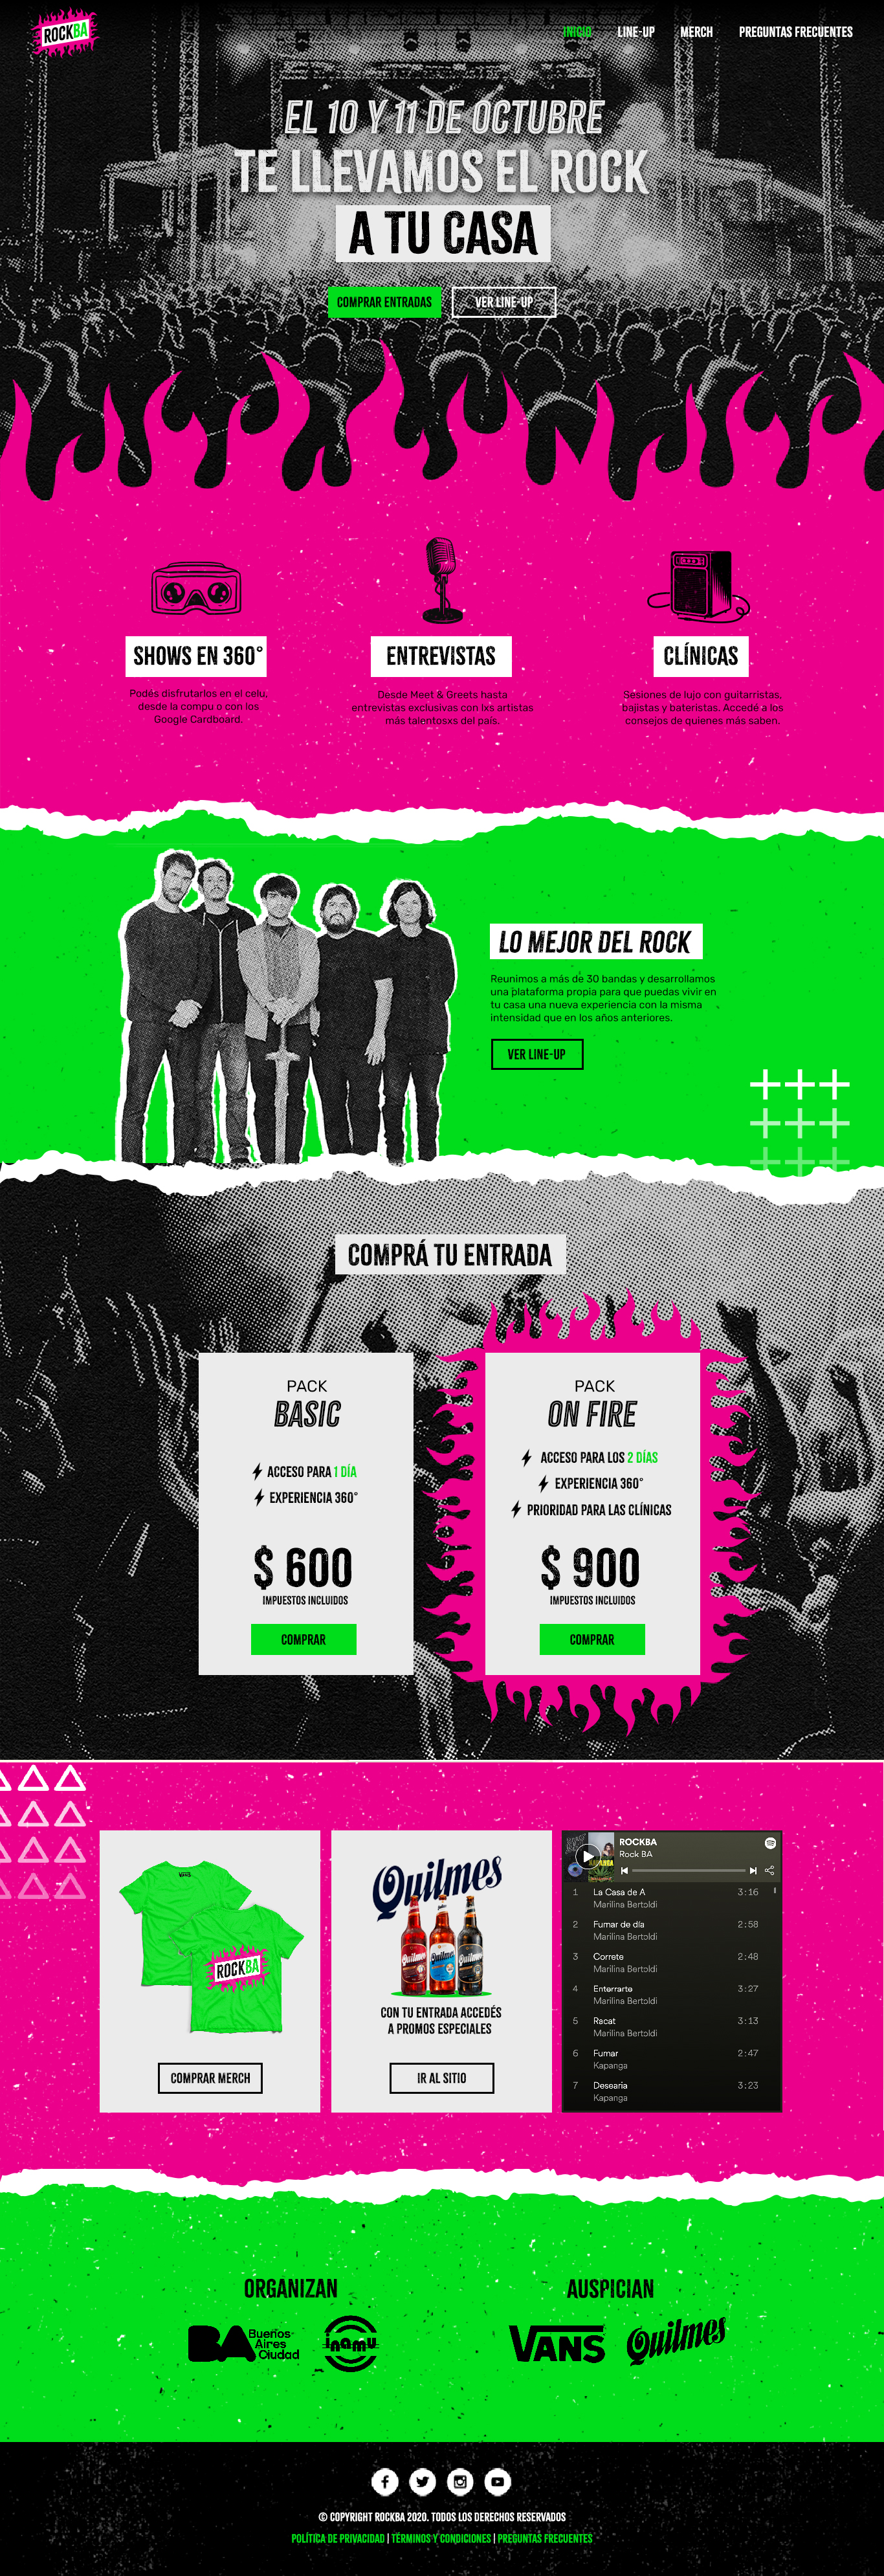 ROCKBA
INICIO
LINE-UP
MERCH
PREGUNTAS FRECUENTES
EL 10 Y 11 DE OCTUBRE
TE LLEVAMOS EL ROCK
A TU CASA
COMPRAR ENTRADAS
VER LINE-UP
SHOWS EN 360°
Podés disfrutarlos en el celu,
desde la compu o con los
Google Cardboard.
ENTREVISTAS
Desde Meet & Greets hasta
entrevistas exclusivas con lxs artistas
más talentosxs del país.
CLÍNICAS
Sesiones de lujo con guitarristas,
bajistas y bateristas. Accedé a los
consejos de quienes más saben.
LO MEJOR DEL ROCK
Reunimos a más de 30 bandas y desarrollamos
una plataforma propia para que puedas vivir en
tu casa una nueva experiencia con la misma
intensidad que en los años anteriores.
VER LINE-UP
COMPRÁ TU ENTRADA
PACK
BASIC
ACCESO PARA 1 DÍA
EXPERIENCIA 360°
$ 600
IMPUESTOS INCLUIDOS
COMPRAR
PACK
ON FIRE
ACCESO PARA LOS 2 DÍAS
EXPERIENCIA 360°
PRIORIDAD PARA LAS CLÍNICAS
$ 900
IMPUESTOS INCLUIDOS
COMPRAR
VANS
ROCKBA
COMPRAR MERCH
Quilmes
Quilmes
Quilmes
Quilmes
CON TU ENTRADA ACCEDÉS
A PROMOS ESPECIALES
IR AL SITIO
ROCKBA
Rock BA
1 La Casa de A 3:16
Marilina Bertoldi
2 Fumar de día 2:58
Marilina Bertoldi
3 Correte 2:48
Marilina Bertoldi
4 Enterrarte 3:27
Marilina Bertoldi
5 Racat 3:13
Marilina Bertoldi
6 Fumar 2:47
Kapanga
7 Desearia 3:23
Kapanga
ORGANIZAN
BA Buenos
Aires
Ciudad
inamu
AUSPICIAN
VANS
Quilmes
© COPYRIGHT ROCKBA 2020. TODOS LOS DERECHOS RESERVADOS
POLÍTICA DE PRIVACIDAD | TÉRMINOS Y CONDICIONES | PREGUNTAS FRECUENTES